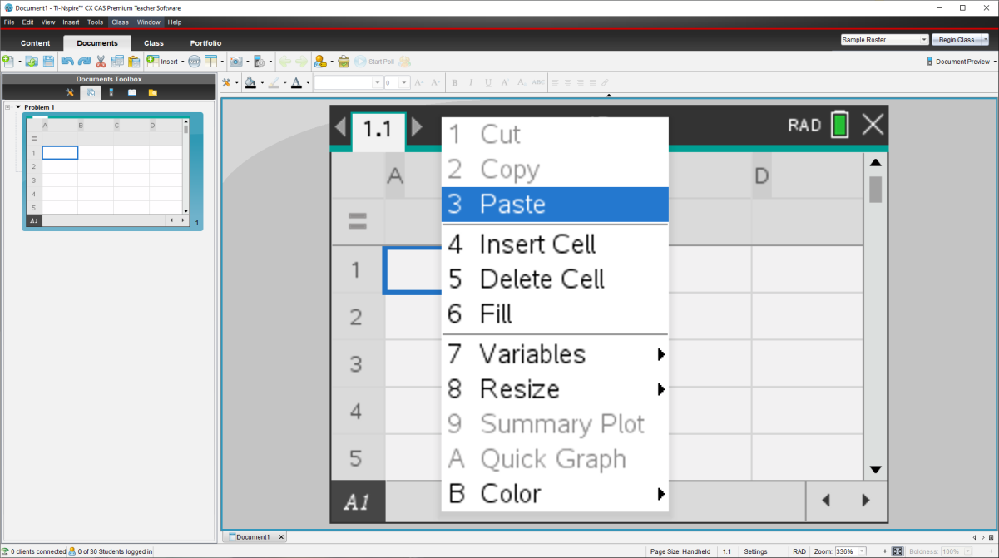 Document1 - TI-Nspire™ CX CAS Premium Teacher Software
File Edit View Insert Tools Class Window Help
Content Documents Class Portfolio
Sample Roster Begin Class
Insert Start Poll Document Preview
Documents Toolbox
0 A A B I U ABC
Problem 1
A B C D
1
2
3
4
5
A1
1
1.1 RAD
A D
1
2
3
4
5
A1
1 Cut
2 Copy
3 Paste
4 Insert Cell
5 Delete Cell
6 Fill
7 Variables
8 Resize
9 Summary Plot
A Quick Graph
B Color
Document1
0 clients connected 0 of 30 Students logged in Page Size: Handheld 1.1 Settings RAD Zoom: 336% Boldness: 100%